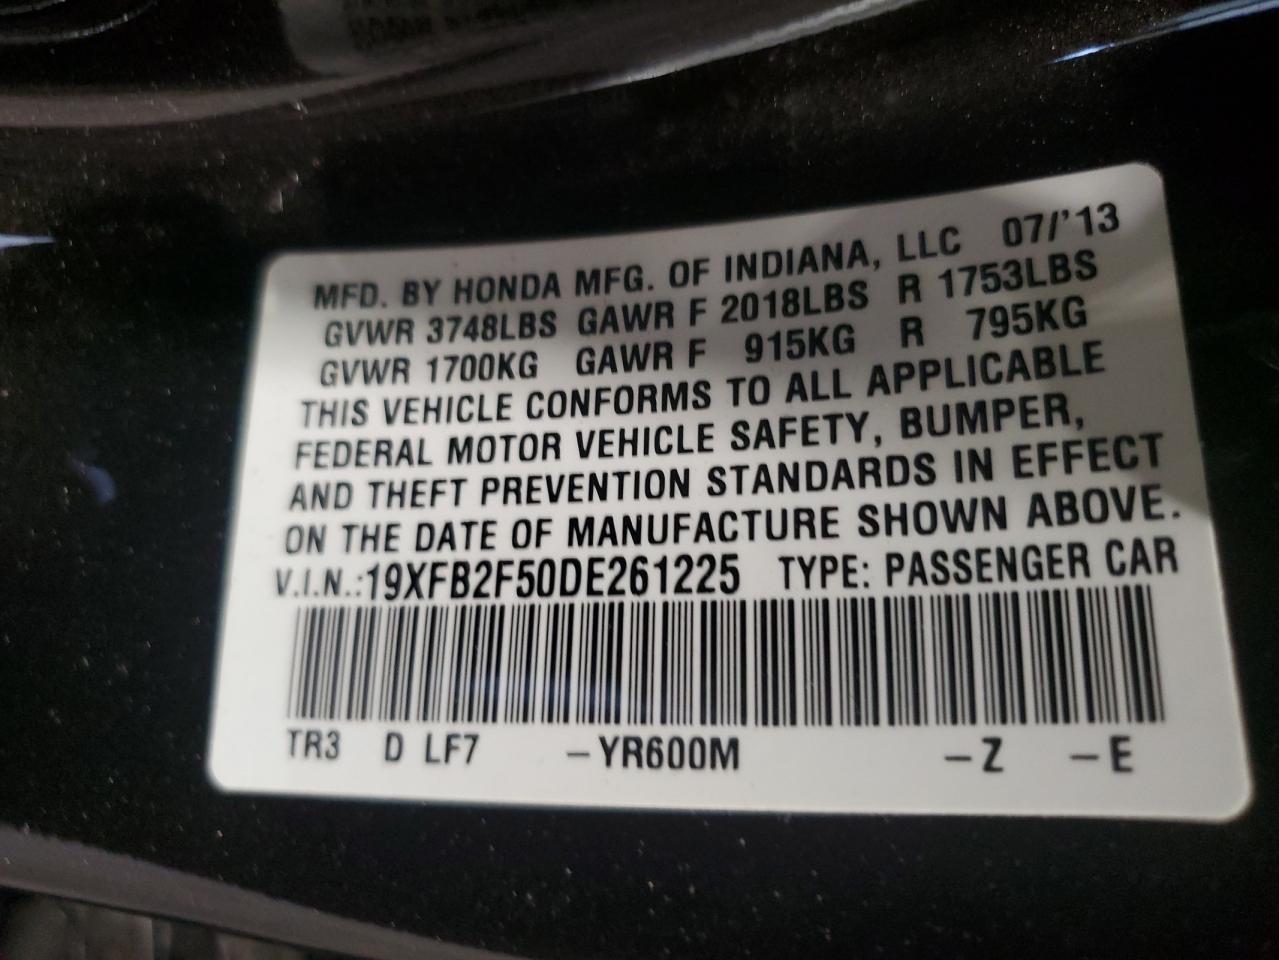 MFD. BY HONDA MFG. OF INDIANA, LLC 07/'13
GVWR 3748LBS GAWR F 2018LBS R 1753LBS
GVWR 1700KG GAWR F 915KG R 795KG
THIS VEHICLE CONFORMS TO ALL APPLICABLE
FEDERAL MOTOR VEHICLE SAFETY, BUMPER,
AND THEFT PREVENTION STANDARDS IN EFFECT
ON THE DATE OF MANUFACTURE SHOWN ABOVE.
V.I.N.:19XFB2F50DE261225 TYPE: PASSENGER CAR
TR3 D LF7 –YR600M –Z –E